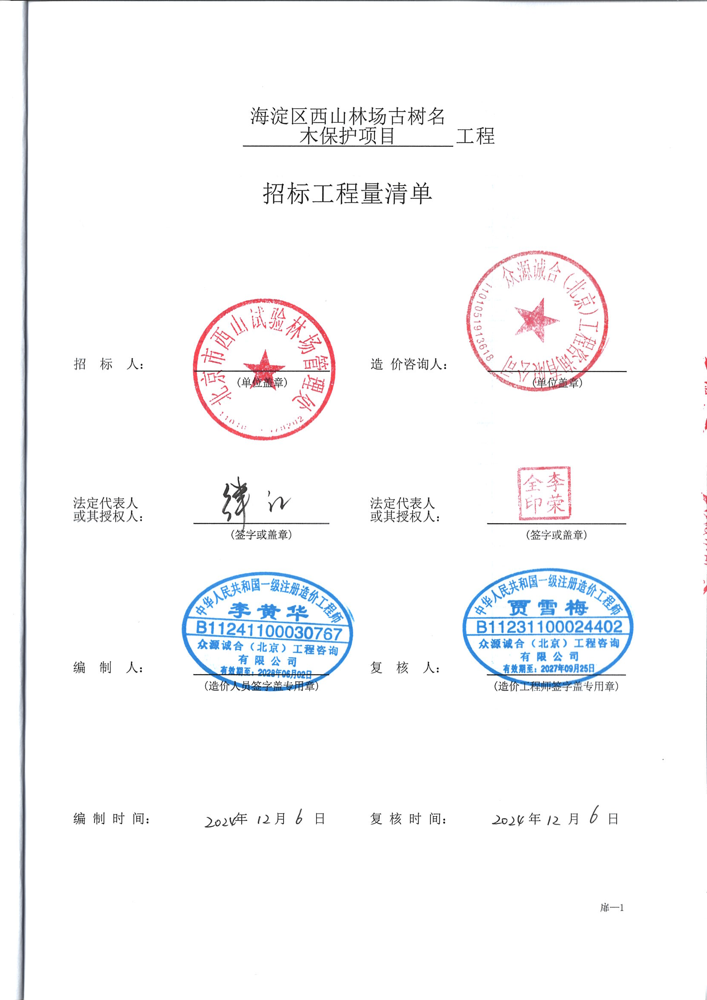 海淀区西山林场古树名
木保护项目 工程
招标工程量清单
招 标 人：
北京市西山试验林场管理处
(单位盖章)
造 价咨询人：
众源诚合（北京）工程咨询有限公司
1101051913618
(单位盖章)
法定代表人
或其授权人：
(签字或盖章)
法定代表人
或其授权人：
李荣全印
(签字或盖章)
编 制 人：
中华人民共和国一级注册造价工程师
李黄华
B11241100030767
众源诚合（北京）工程咨询
有限公司
有效期至：2028年06月02日
(造价人员签字盖专用章)
复 核 人：
中华人民共和国一级注册造价工程师
贾雪梅
B11231100024402
众源诚合（北京）工程咨询
有限公司
有效期至：2027年09月25日
(造价工程师签字盖专用章)
编 制 时 间： 2024年 12月 6 日
复 核 时 间： 2024年 12 月 6 日
扉—1